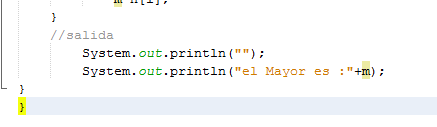 }
//salida
System.out.println("");
System.out.println("el Mayor es :"+m);
}
}